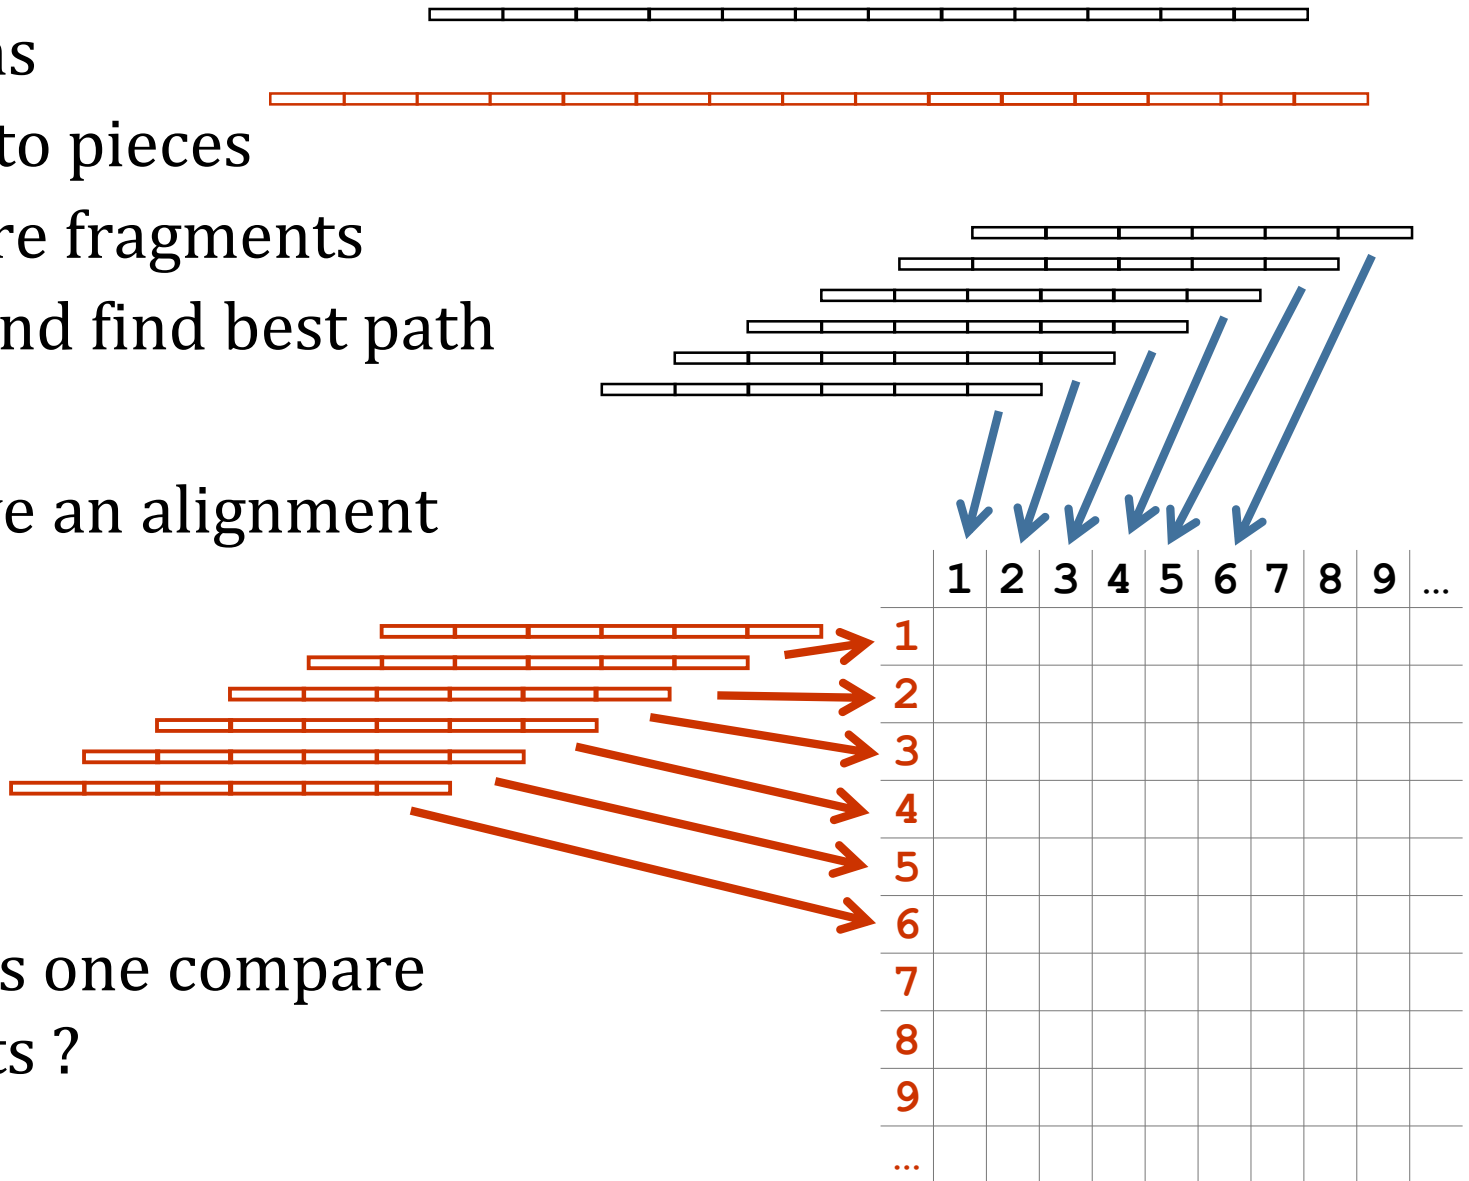 ns
to pieces
re fragments
nd find best path
ve an alignment
1 2 3 4 5 6 7 8 9 ...
1
2
3
4
5
6
7
8
9
...
s one compare
ts ?